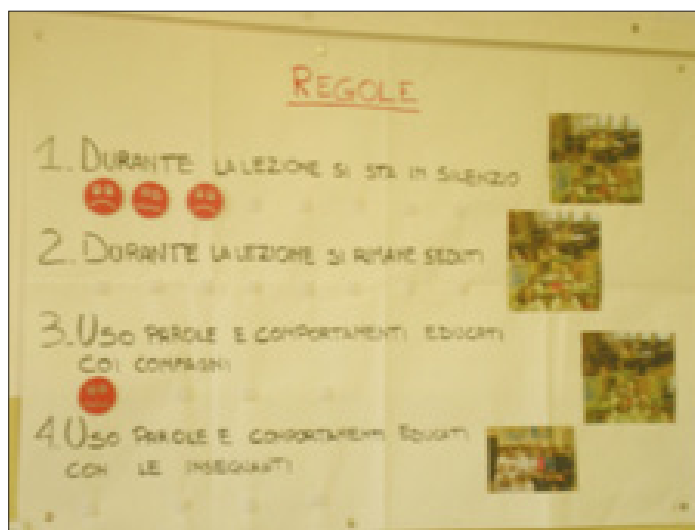 REGOLE
1. DURANTE LA LEZIONE SI STA IN SILENZIO
2. DURANTE LA LEZIONE SI RIMANE SEDUTI
3. USO PAROLE E COMPORTAMENTI EDUCATI
COI COMPAGNI
4. USO PAROLE E COMPORTAMENTI EDUCATI
CON LE INSEGNANTI